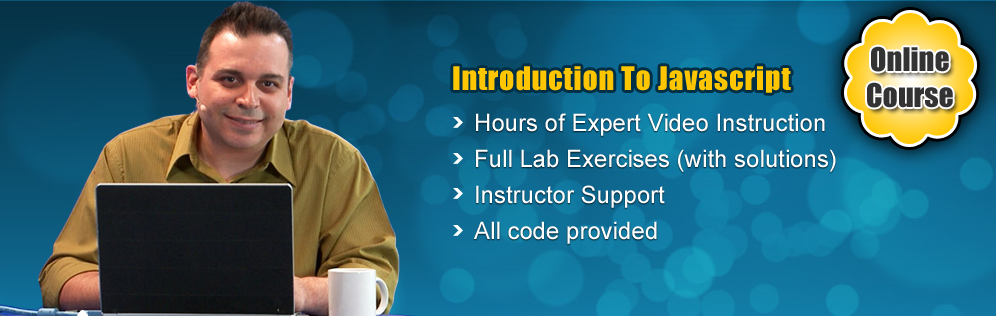 Introduction To Javascript
› Hours of Expert Video Instruction
› Full Lab Exercises (with solutions)
› Instructor Support
› All code provided
Online
Course